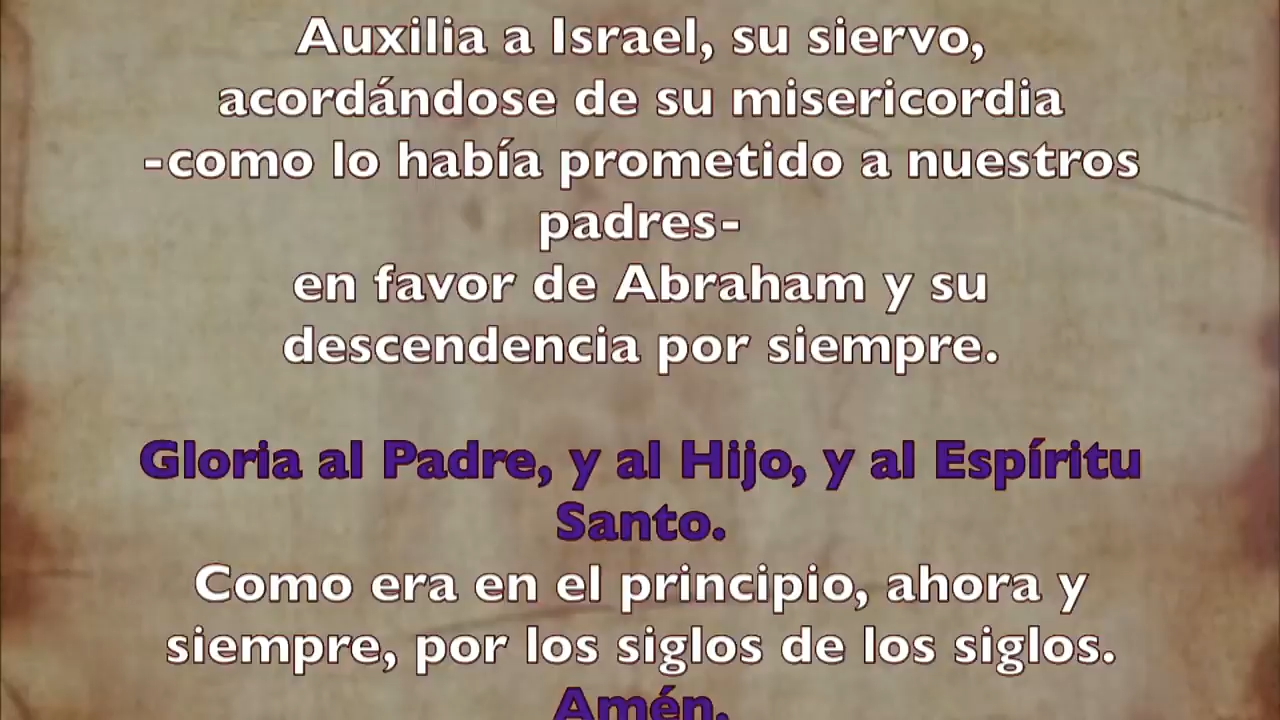 Auxilia a Israel, su siervo,
acordándose de su misericordia
-como lo había prometido a nuestros
padres-
en favor de Abraham y su
descendencia por siempre.
Gloria al Padre, y al Hijo, y al Espíritu
Santo.
Como era en el principio, ahora y
siempre, por los siglos de los siglos.
Amén.